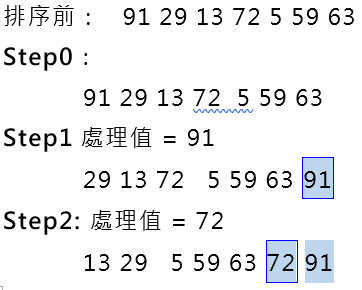 排序前： 91 29 13 72 5 59 63
Step0：
91 29 13 72 5 59 63
Step1 處理值 = 91
29 13 72 5 59 63 91
Step2: 處理值 = 72
13 29 5 59 63 72 91